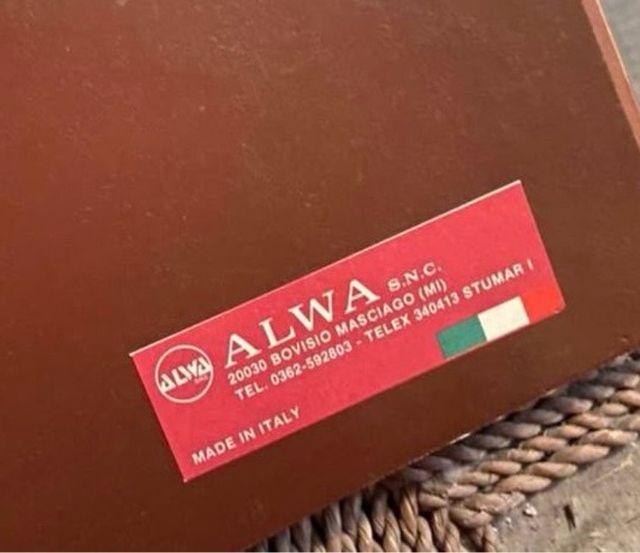 ALWA
ALWA S.N.C.
20030 BOVISIO MASCIAGO (MI)
TEL. 0362-592803 - TELEX 340413 STUMAR I
MADE IN ITALY